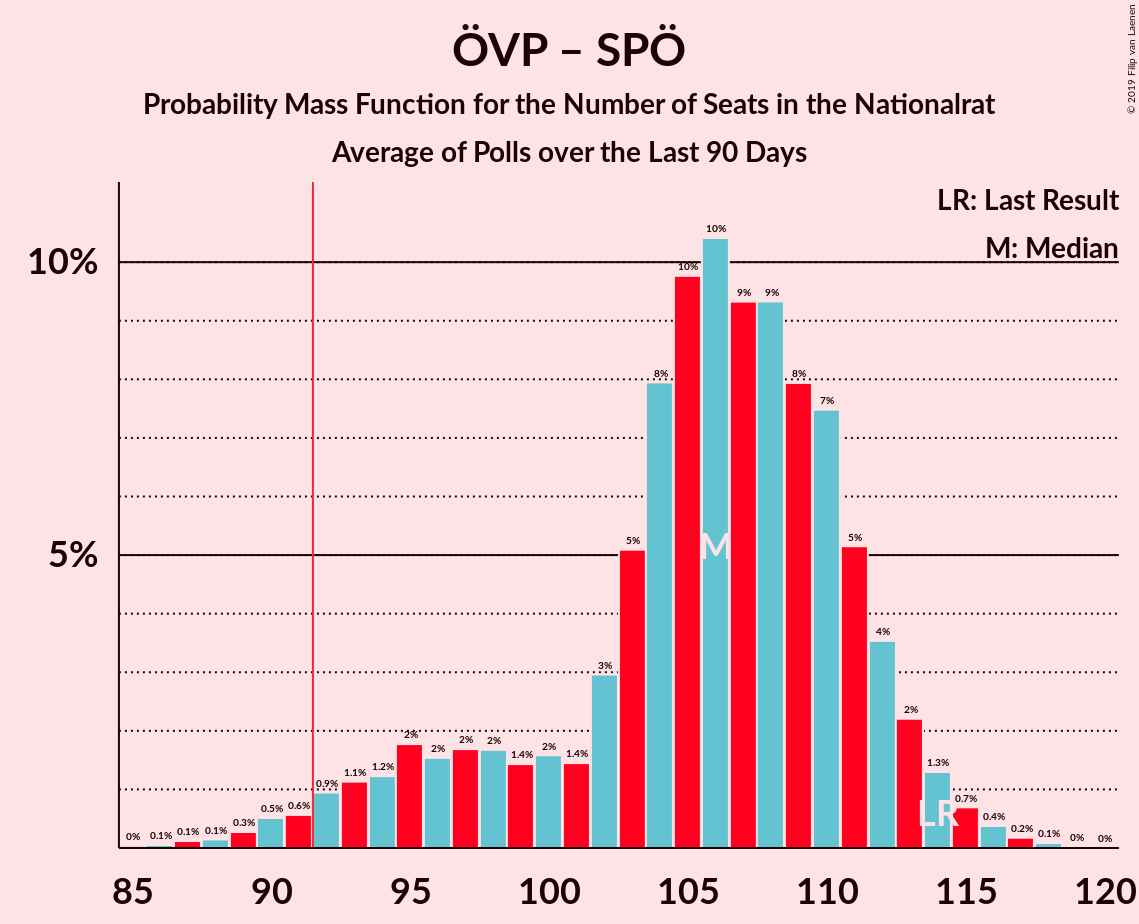 ÖVP – SPÖ
Probability Mass Function for the Number of Seats in the Nationalrat
Average of Polls over the Last 90 Days
© 2019 Filip van Laenen
LR: Last Result
M: Median
10%
5%
0% 0.1% 0.1% 0.1% 0.3% 0.5% 0.6% 0.9% 1.1% 1.2% 2% 2% 2% 2% 1.4% 2% 1.4% 3% 5% 8% 10% 10% 9% 9% 8% 7% 5% 4% 2% 1.3% 0.7% 0.4% 0.2% 0.1% 0% 0%
M
LR
85 90 95 100 105 110 115 120